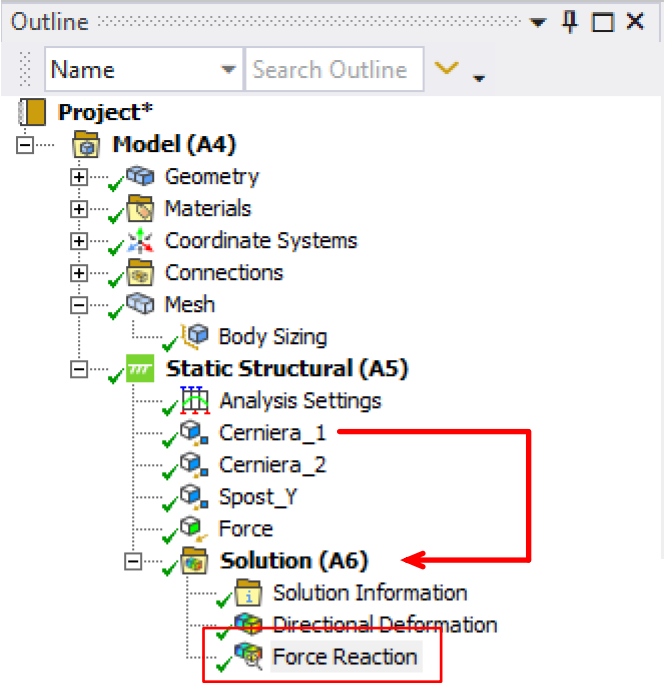 Outline
Name Search Outline
Project*
Model (A4)
Geometry
Materials
Coordinate Systems
Connections
Mesh
Body Sizing
Static Structural (A5)
Analysis Settings
Cerniera_1
Cerniera_2
Spost_Y
Force
Solution (A6)
Solution Information
Directional Deformation
Force Reaction